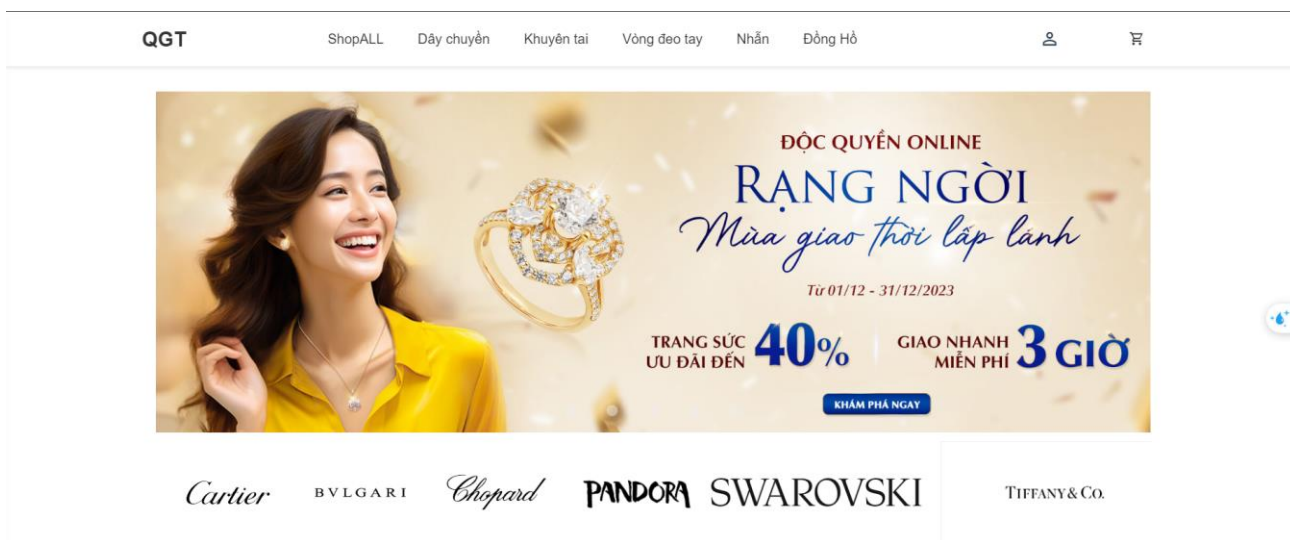 QGT ShopALL Dây chuyền Khuyên tai Vòng đeo tay Nhẫn Đồng Hồ
ĐỘC QUYỀN ONLINE
RẠNG NGỜI
Mùa giao thời lấp lánh
Từ 01/12 - 31/12/2023
TRANG SỨC
ƯU ĐÃI ĐẾN
40%
GIAO NHANH
MIỄN PHÍ
3 GIỜ
KHÁM PHÁ NGAY
Cartier BVLGARI Chopard PANDORA SWAROVSKI TIFFANY & CO.